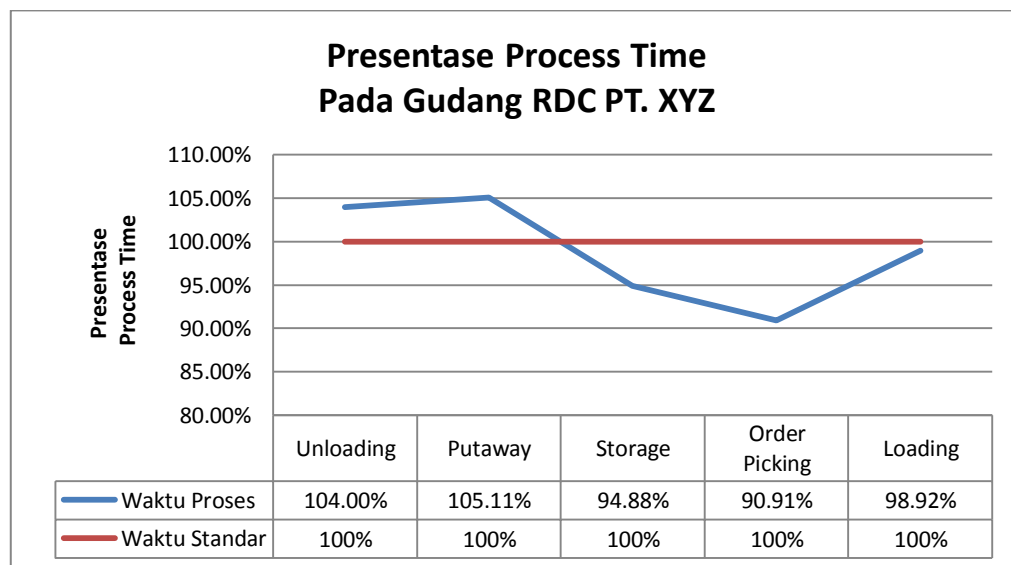 Presentase Process Time
Pada Gudang RDC PT. XYZ
Presentase
Process Time
110.00%
105.00%
100.00%
95.00%
90.00%
85.00%
80.00%
Unloading Putaway Storage Order Picking Loading
Waktu Proses 104.00% 105.11% 94.88% 90.91% 98.92%
Waktu Standar 100% 100% 100% 100% 100%